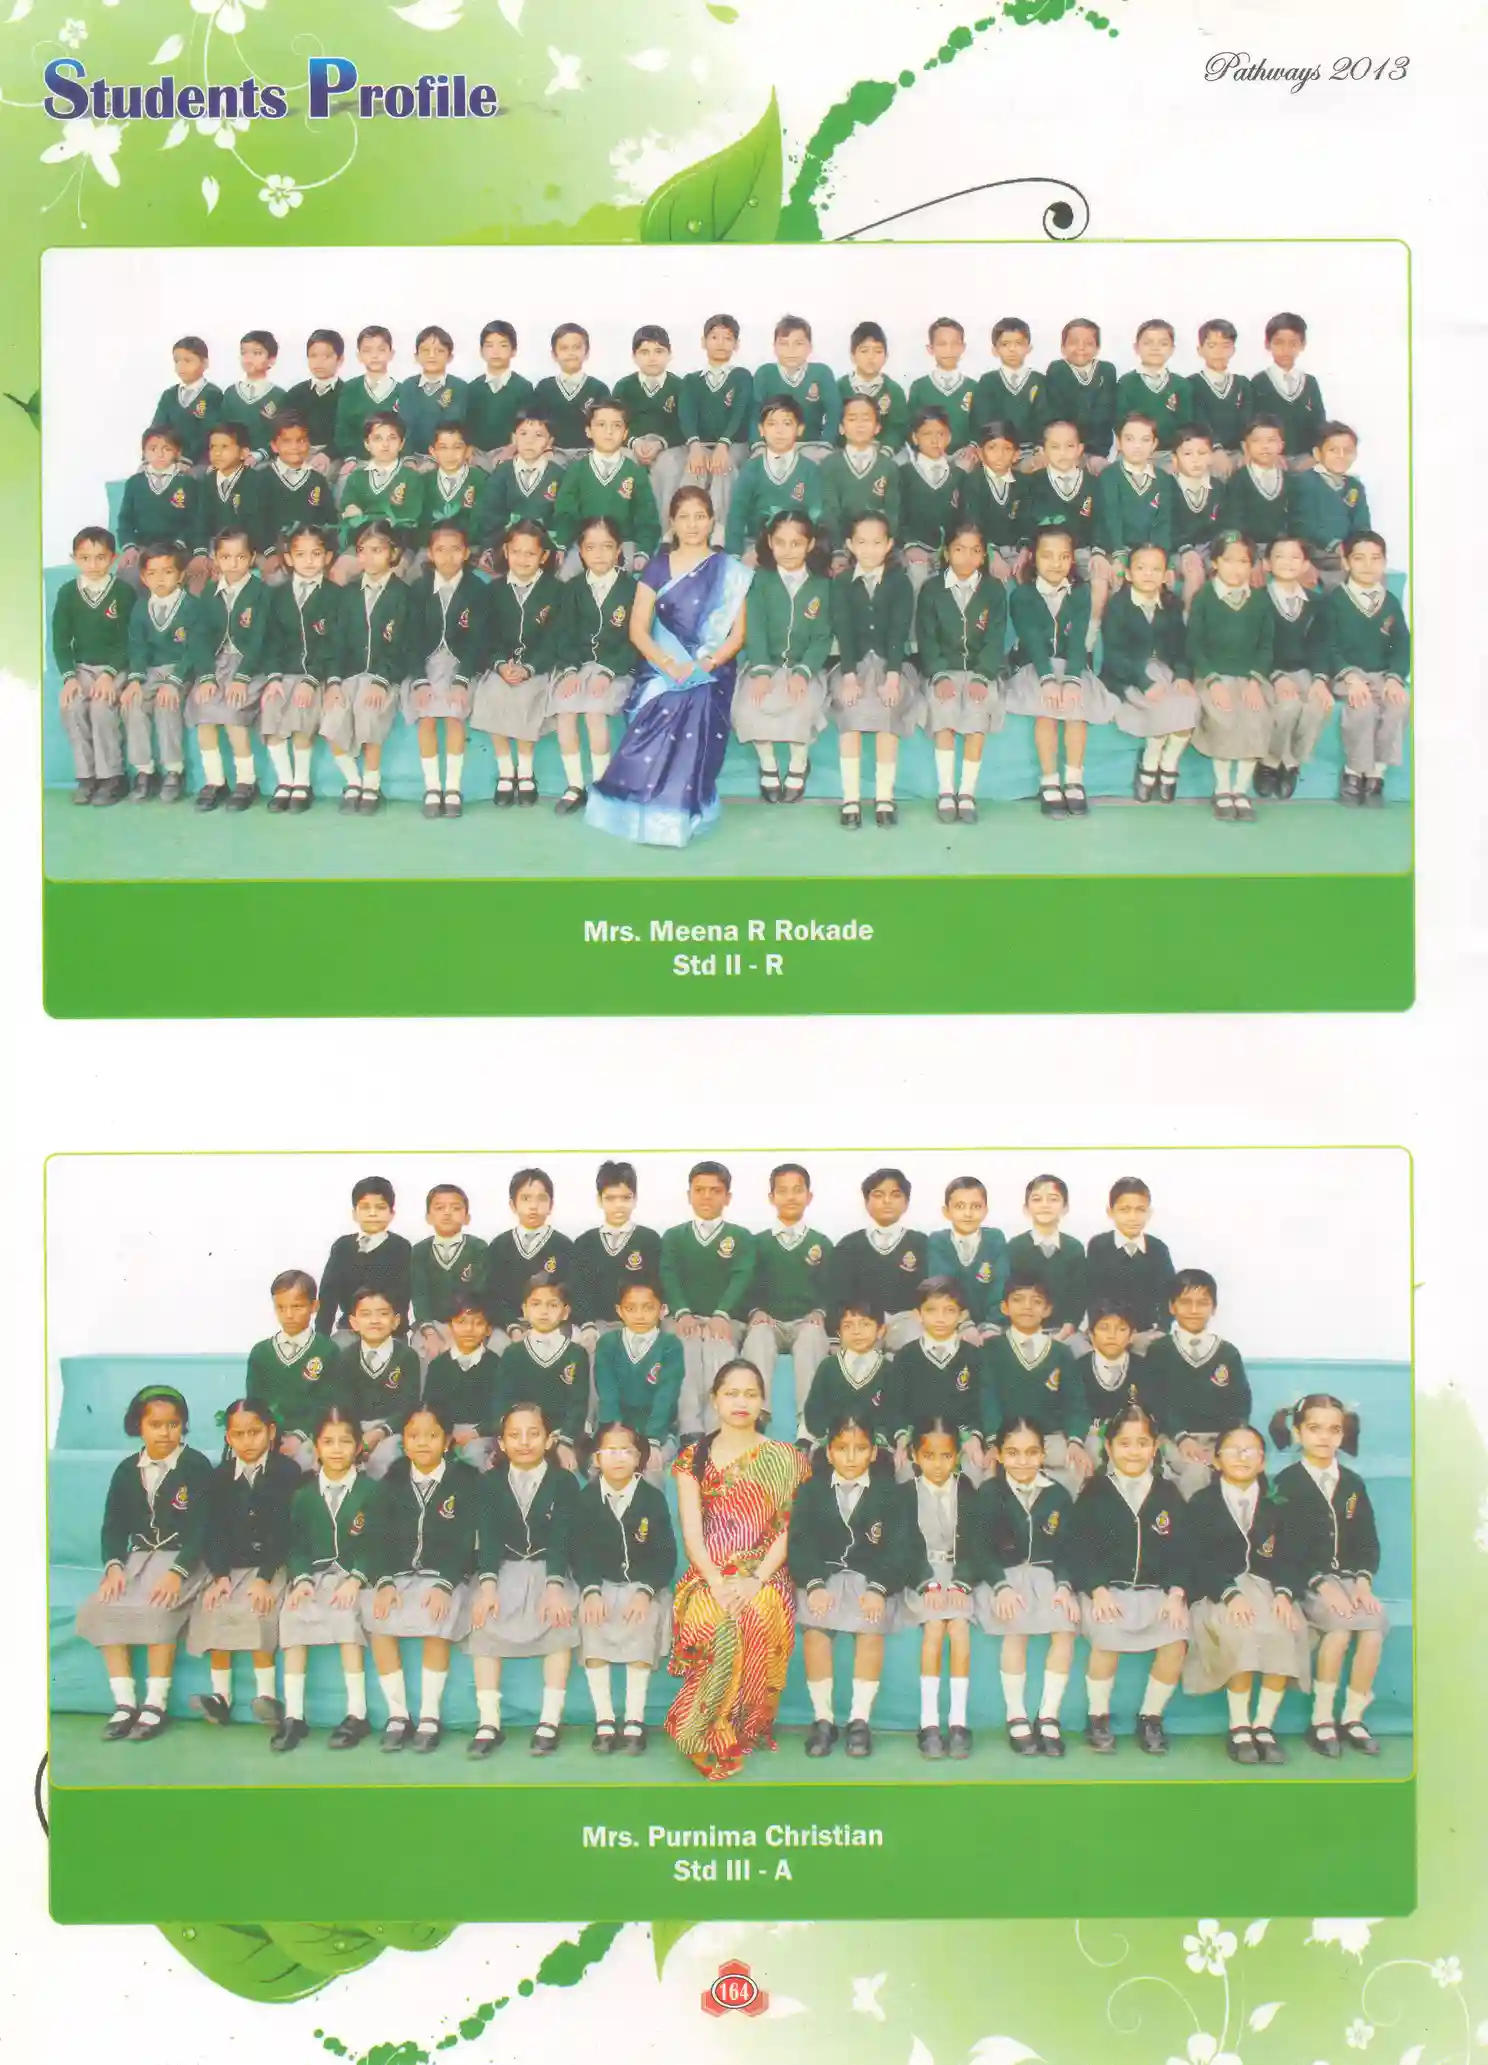 Students Profile
Pathways 2013
Mrs. Meena R Rokade
Std II - R
Mrs. Purnima Christian
Std III - A
164